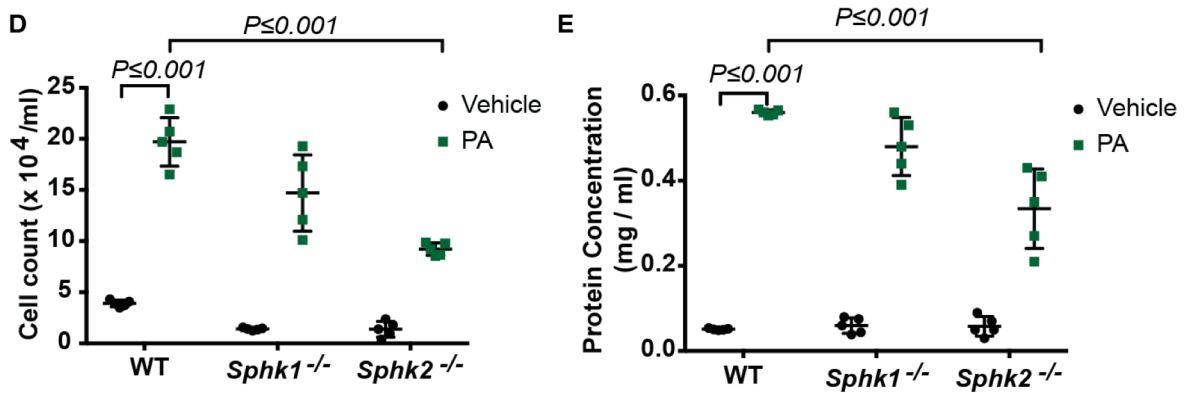 D
P≤0.001
P≤0.001
Cell count (x 10⁴/ml)
25
20
15
10
5
0
Vehicle
PA
WT
Sphk1 -/-
Sphk2 -/-
E
P≤0.001
P≤0.001
Protein Concentration
(mg / ml)
0.6
0.4
0.2
0.0
Vehicle
PA
WT
Sphk1 -/-
Sphk2 -/-